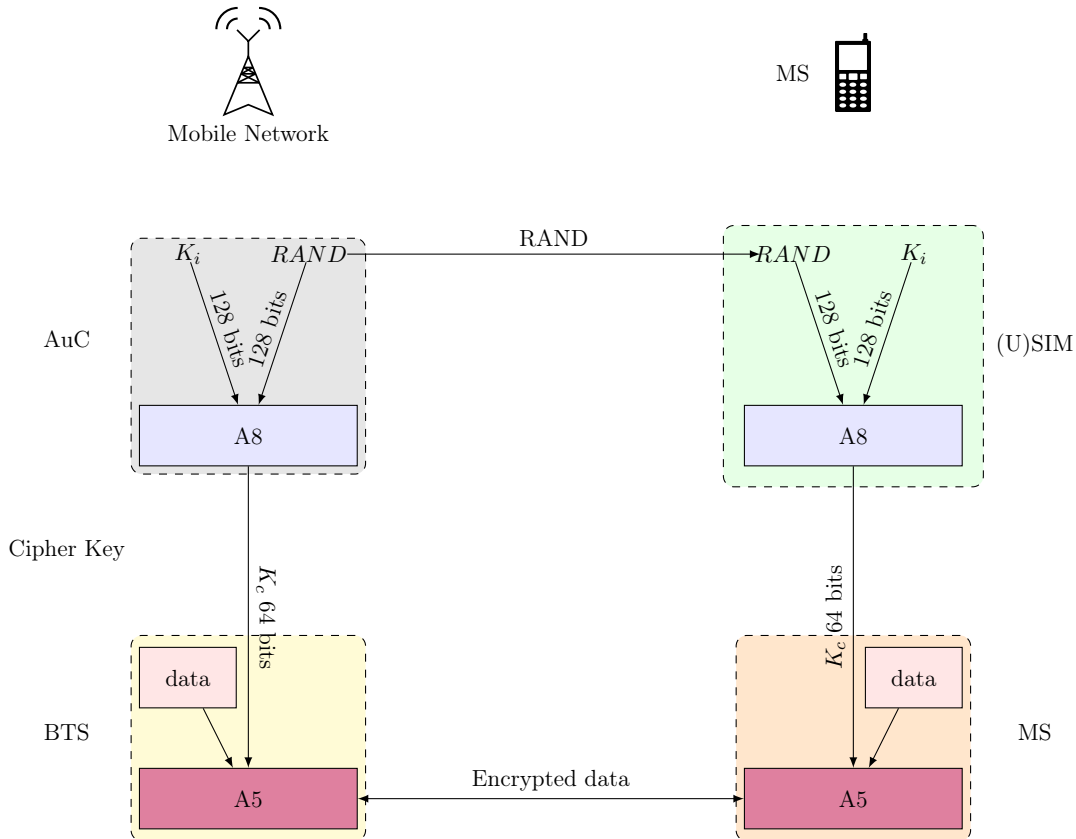 MS
Mobile Network
RAND
K_i
RAND
RAND
K_i
128 bits
128 bits
128 bits
128 bits
AuC
(U)SIM
A8
A8
Cipher Key
K_c 64 bits
K_c 64 bits
data
data
BTS
MS
Encrypted data
A5
A5